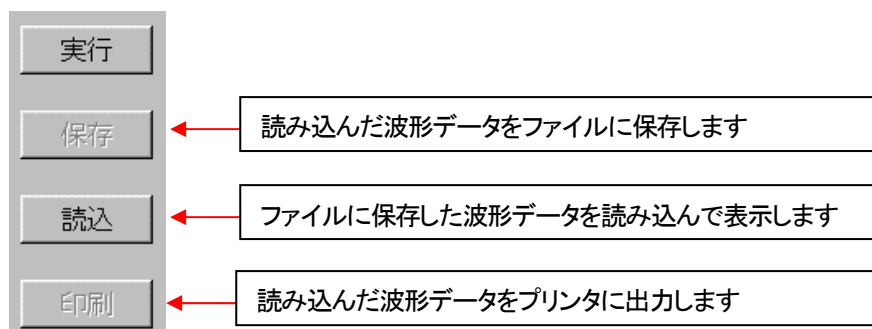 実行
保存
読み込んだ波形データをファイルに保存します
読込
ファイルに保存した波形データを読み込んで表示します
印刷
読み込んだ波形データをプリンタに出力します